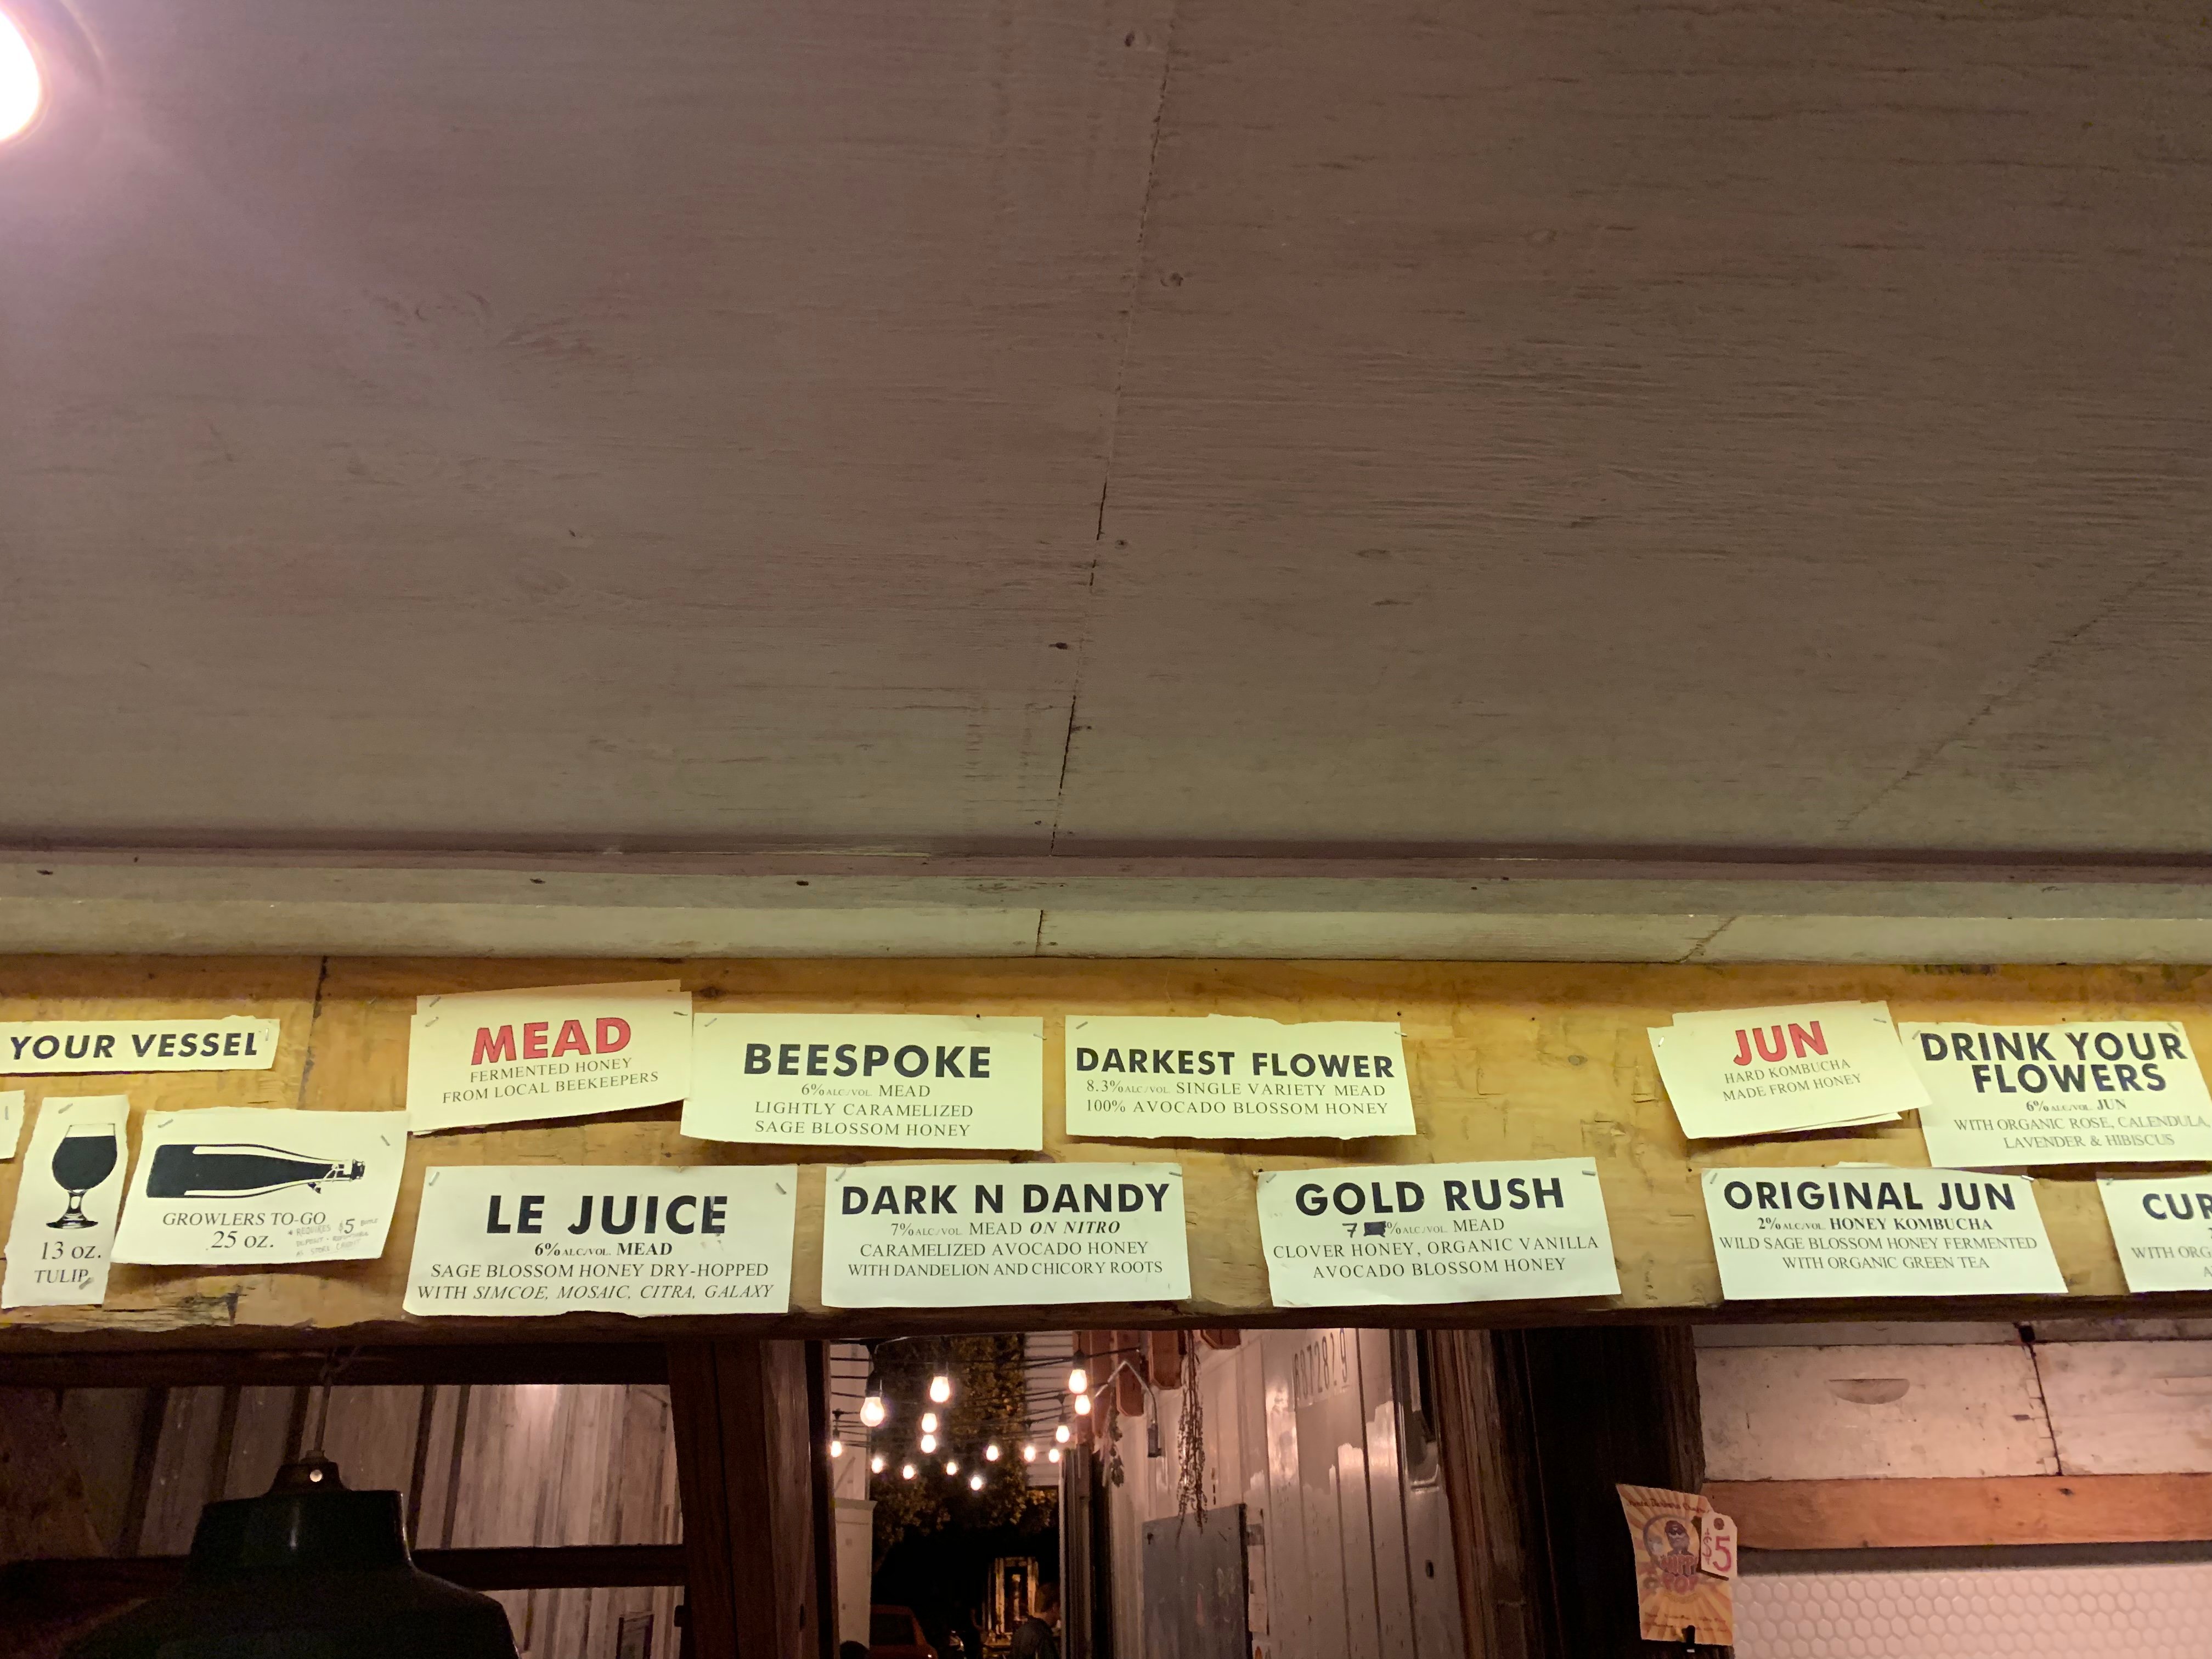 YOUR VESSEL
13 oz.
TULIP
GROWLERS TO-GO
25 oz.
$5
MEAD
FERMENTED HONEY
FROM LOCAL BEEKEEPERS
BEESPOKE
6% ALC/VOL. MEAD
LIGHTLY CARAMELIZED
SAGE BLOSSOM HONEY
DARKEST FLOWER
8.3% ALC/VOL. SINGLE VARIETY MEAD
100% AVOCADO BLOSSOM HONEY
LE JUICE
6% ALC/VOL. MEAD
SAGE BLOSSOM HONEY DRY-HOPPED
WITH SIMCOE, MOSAIC, CITRA, GALAXY
DARK N DANDY
7% ALC/VOL. MEAD ON NITRO
CARAMELIZED AVOCADO HONEY
WITH DANDELION AND CHICORY ROOTS
GOLD RUSH
7 % ALC/VOL. MEAD
CLOVER HONEY, ORGANIC VANILLA
AVOCADO BLOSSOM HONEY
JUN
HARD KOMBUCHA
MADE FROM HONEY
DRINK YOUR
FLOWERS
6% ALC/VOL. JUN
WITH ORGANIC ROSE, CALENDULA,
LAVENDER & HIBISCUS
ORIGINAL JUN
2% ALC/VOL. HONEY KOMBUCHA
WILD SAGE BLOSSOM HONEY FERMENTED
WITH ORGANIC GREEN TEA
CUR
WITH ORG
$5